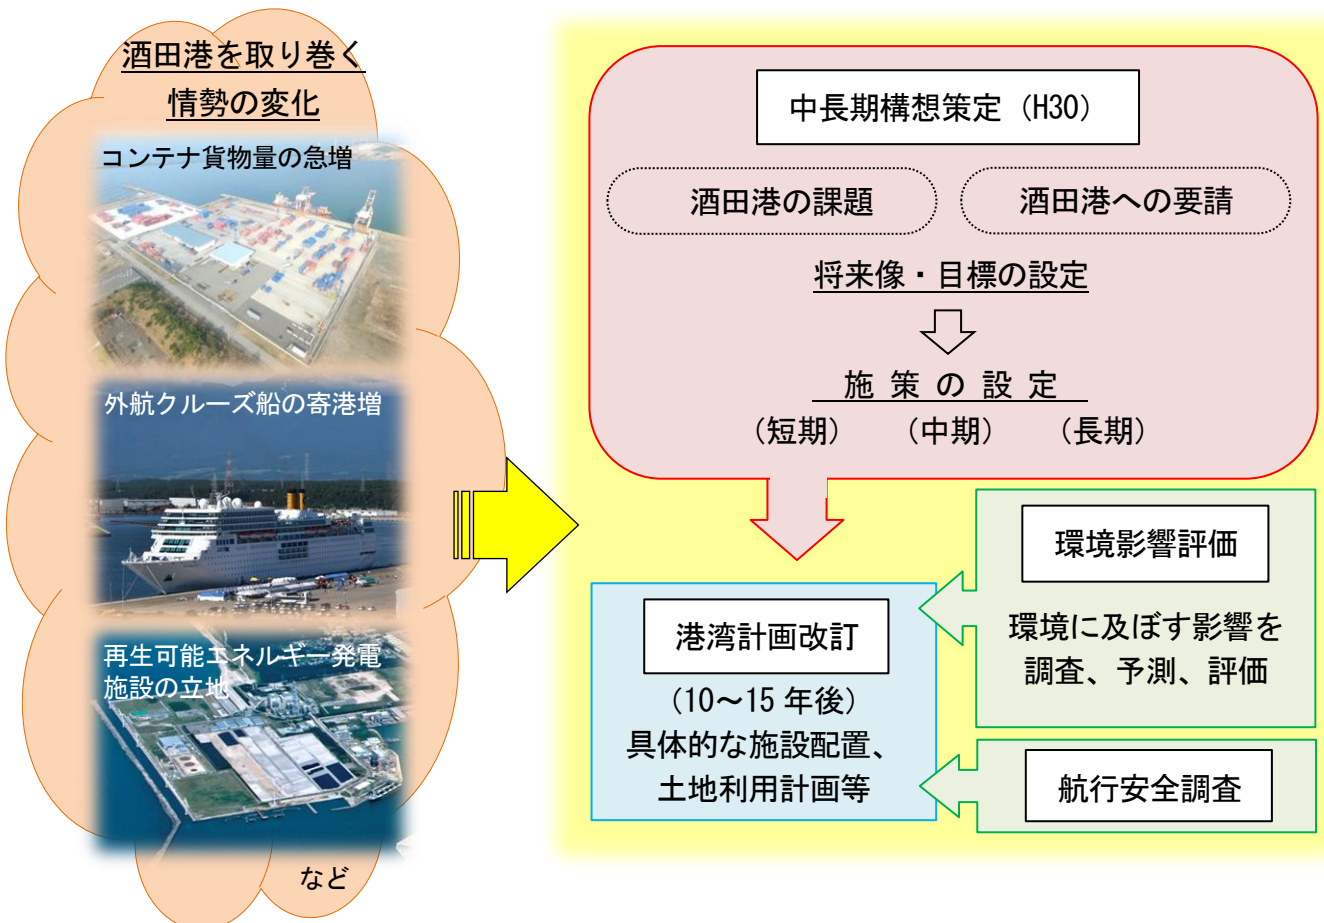 酒田港を取り巻く
情勢の変化
コンテナ貨物量の急増
外航クルーズ船の寄港増
再生可能エネルギー発電
施設の立地
など
中長期構想策定（H30）
酒田港の課題
酒田港への要請
将来像・目標の設定
施策の設定
（短期）　（中期）　（長期）
港湾計画改訂
（10～15年後）
具体的な施設配置、
土地利用計画等
環境影響評価
環境に及ぼす影響を
調査、予測、評価
航行安全調査